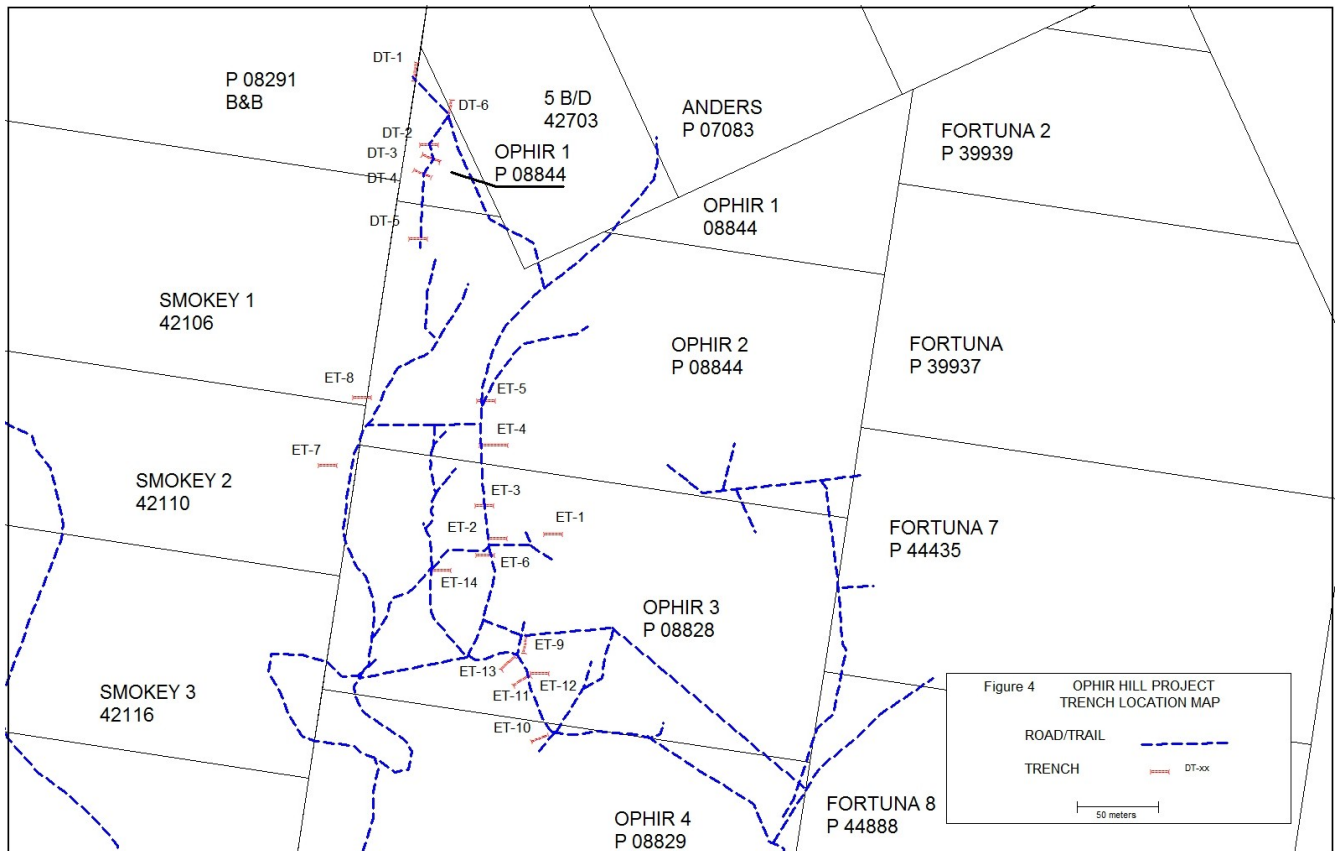 DT-1
P 08291
B&B
DT-6
5 B/D
42703
ANDERS
P 07083
FORTUNA 2
P 39939
DT-2
DT-3
DT-4
OPHIR 1
P 08844
DT-5
OPHIR 1
08844
SMOKEY 1
42106
OPHIR 2
P 08844
FORTUNA
P 39937
ET-8
ET-5
ET-4
ET-7
SMOKEY 2
42110
ET-3
ET-2
ET-1
ET-6
ET-14
FORTUNA 7
P 44435
OPHIR 3
P 08828
ET-9
ET-13
ET-12
ET-11
ET-10
SMOKEY 3
42116
OPHIR 4
P 08829
FORTUNA 8
P 44888
Figure 4
OPHIR HILL PROJECT
TRENCH LOCATION MAP
ROAD/TRAIL
TRENCH
DT-xx
50 meters